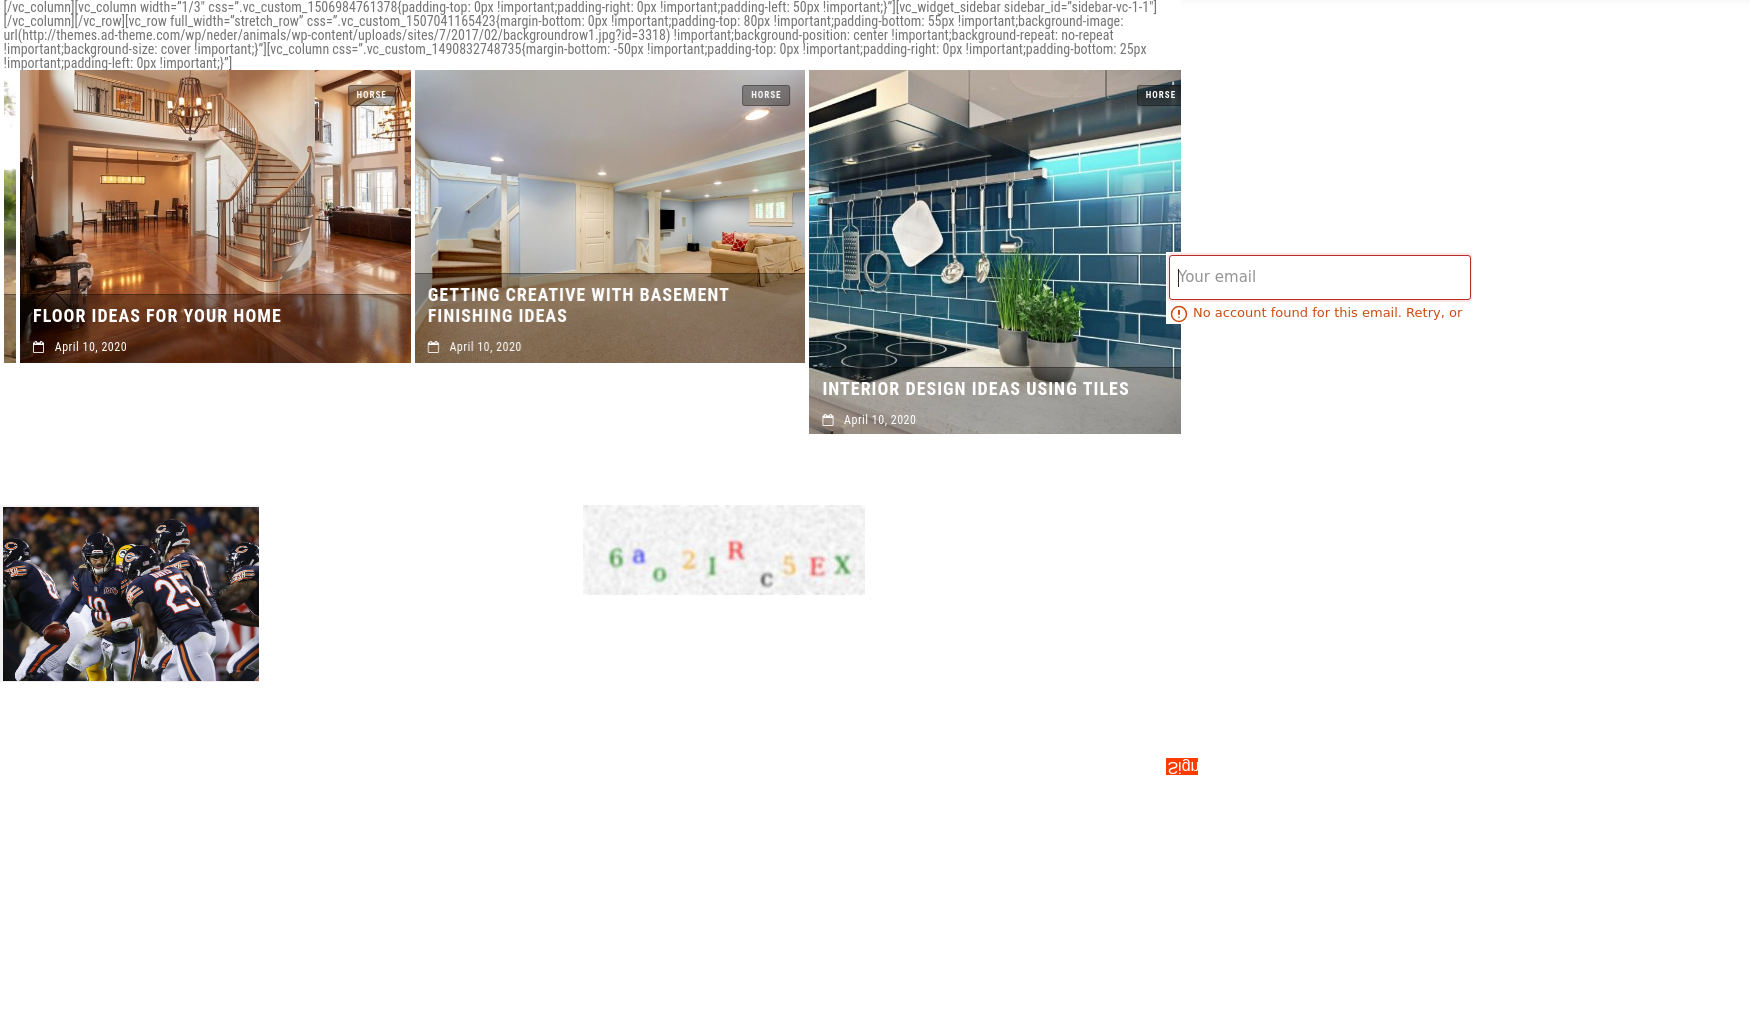 [/vc_column][vc_column width="1/3" css=".vc_custom_1506984761378{padding-top: 0px !important;padding-right: 0px !important;padding-left: 50px !important;}"][vc_widget_sidebar sidebar_id="sidebar-vc-1-1"]
[/vc_column][/vc_row][vc_row full_width="stretch_row" css=".vc_custom_1507041165423{margin-bottom: 0px !important;padding-top: 80px !important;padding-bottom: 55px !important;background-image:
url(http://themes.ad-theme.com/wp/neder/animals/wp-content/uploads/sites/7/2017/02/backgroundrow1.jpg?id=3318) !important;background-position: center !important;background-repeat: no-repeat
!important;background-size: cover !important;}"][vc_column css=".vc_custom_1490832748735{margin-bottom: -50px !important;padding-top: 0px !important;padding-right: 0px !important;padding-bottom: 25px
!important;padding-left: 0px !important;}"]
HORSE
FLOOR IDEAS FOR YOUR HOME
April 10, 2020
HORSE
GETTING CREATIVE WITH BASEMENT
FINISHING IDEAS
April 10, 2020
HORSE
INTERIOR DESIGN IDEAS USING TILES
April 10, 2020
Your email
No account found for this email. Retry, or
10
25
6 a o 2 I R c 5 E X
Sign